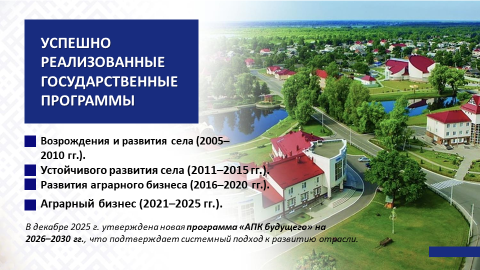 УСПЕШНО
РЕАЛИЗОВАННЫЕ
ГОСУДАРСТВЕННЫЕ
ПРОГРАММЫ
Возрождения и развития села (2005–
2010 гг.).
Устойчивого развития села (2011–2015 гг.).
Развития аграрного бизнеса (2016–2020 гг.).
Аграрный бизнес (2021–2025 гг.).
В декабре 2025 г. утверждена новая программа «АПК будущего» на
2026–2030 гг., что подтверждает системный подход к развитию отрасли.